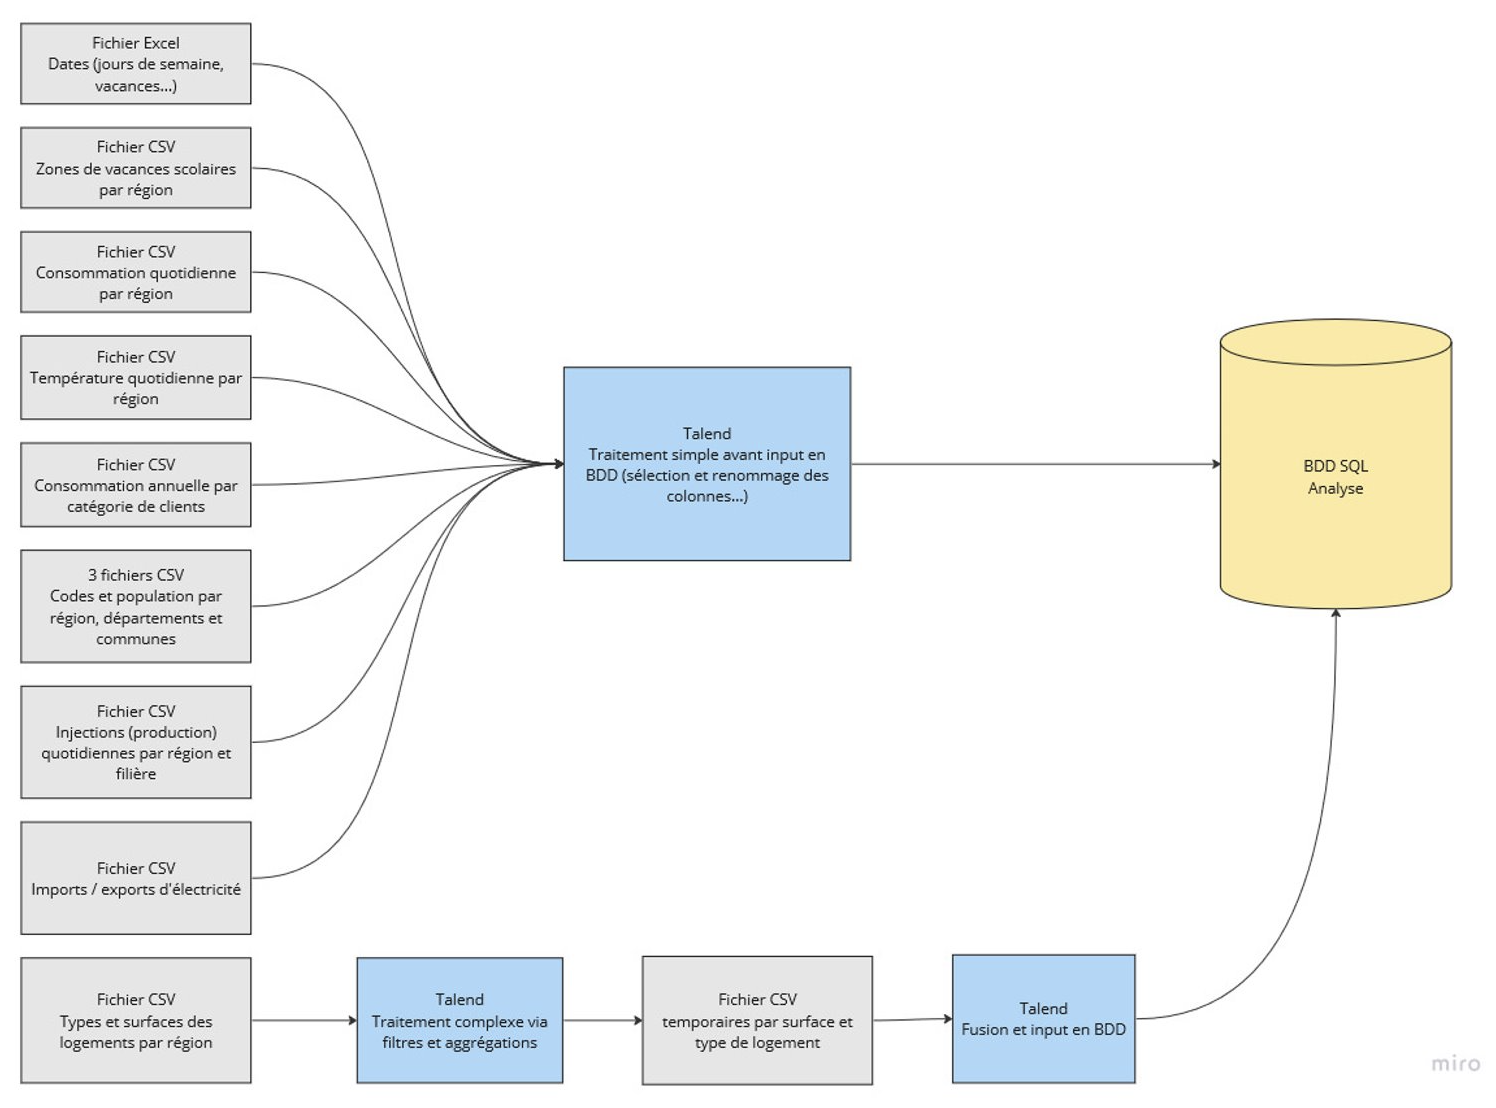 Fichier Excel
Dates (jours de semaine,
vacances...)
Fichier CSV
Zones de vacances scolaires
par région
Fichier CSV
Consommation quotidienne
par région
Fichier CSV
Température quotidienne par
région
Fichier CSV
Consommation annuelle par
catégorie de clients
3 fichiers CSV
Codes et population par
région, départements et
communes
Fichier CSV
Injections (production)
quotidiennes par région et
filière
Fichier CSV
Imports / exports d'électricité
Talend
Traitement simple avant input en
BDD (sélection et renommage des
colonnes...)
BDD SQL
Analyse
Fichier CSV
Types et surfaces des
logements par région
Talend
Traitement complexe via
filtres et aggrégations
Fichier CSV
temporaires par surface et
type de logement
Talend
Fusion et input en BDD
miro